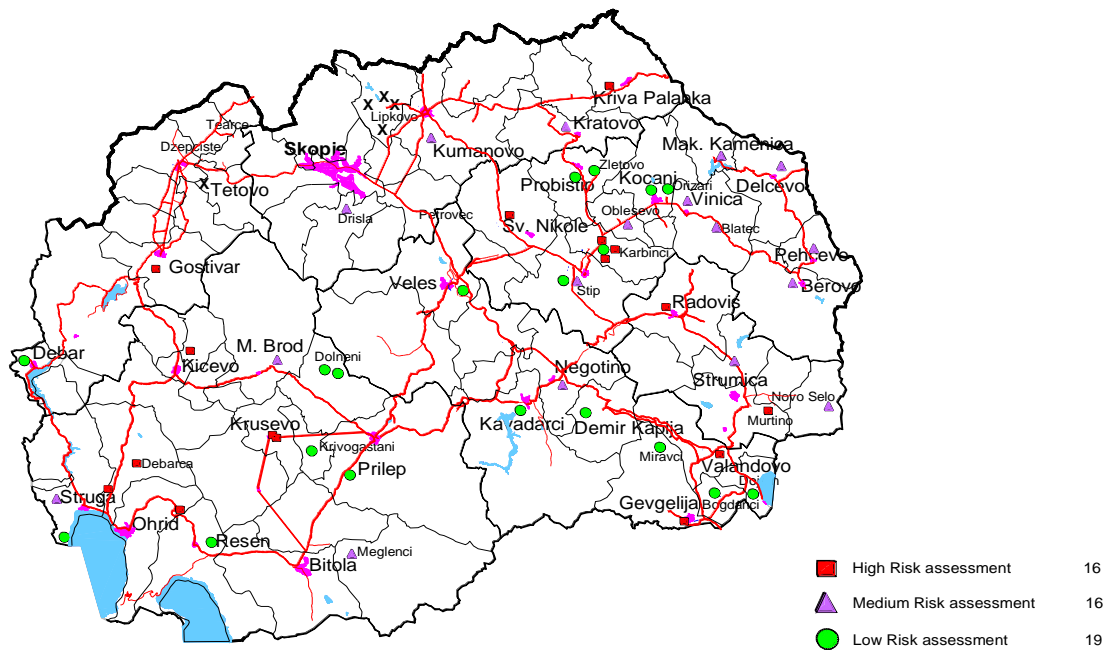 Kriva Palanka
X
X
X
X
Lipkovo
Tearce
Kratovo
Dzepciste
Skopje
Kumanovo
Mak. Kamenica
Zletovo
X
Tetovo
Probistio
Kocani
Drizari
Delcevo
Vinica
Drisla
Petrovec
Oblesevo
Sv. Nikole
Blatec
Karbinci
Pehcevo
Gostivar
Veles
Stip
Berovo
Radovis
M. Brod
Debar
Kicevo
Dolneni
Negotino
Strumica
Novo Selo
Krusevo
Kavadarci
Demir Kapija
Murtino
Krivogastani
Miravci
Debarca
Prilep
Valandovo
Struga
Gevgelija
Bogdanci
Ohrid
Resen
Meglenci
Bitola
High Risk assessment 16
Medium Risk assessment 16
Low Risk assessment 19